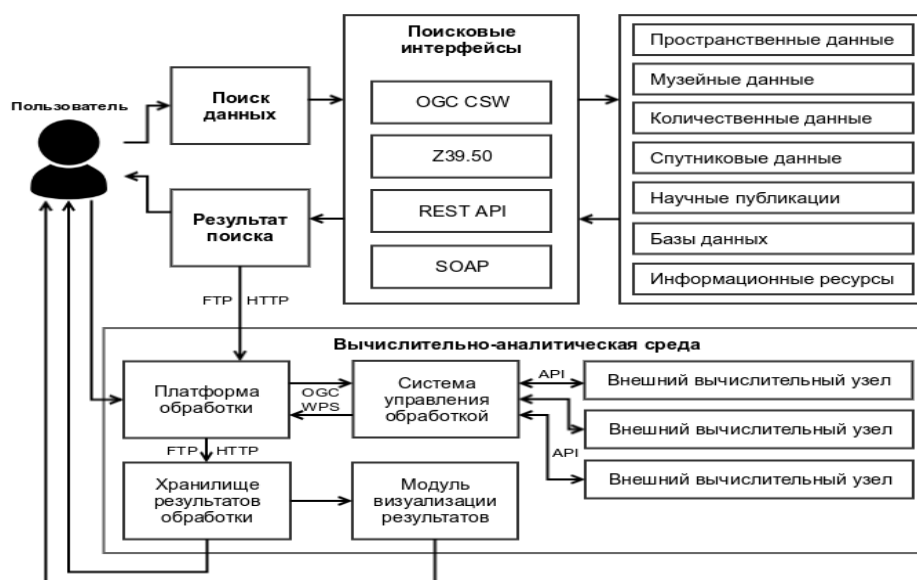 Пользователь
Поиск
данных
Результат
поиска
Поисковые
интерфейсы
OGC CSW
Z39.50
REST API
SOAP
Пространственные данные
Музейные данные
Количественные данные
Спутниковые данные
Научные публикации
Базы данных
Информационные ресурсы
FTP HTTP
Вычислительно-аналитическая среда
Платформа
обработки
OGC
WPS
Система
управления
обработкой
API
API
Внешний вычислительный узел
Внешний вычислительный узел
Внешний вычислительный узел
FTP HTTP
Хранилище
результатов
обработки
Модуль
визуализации
результатов